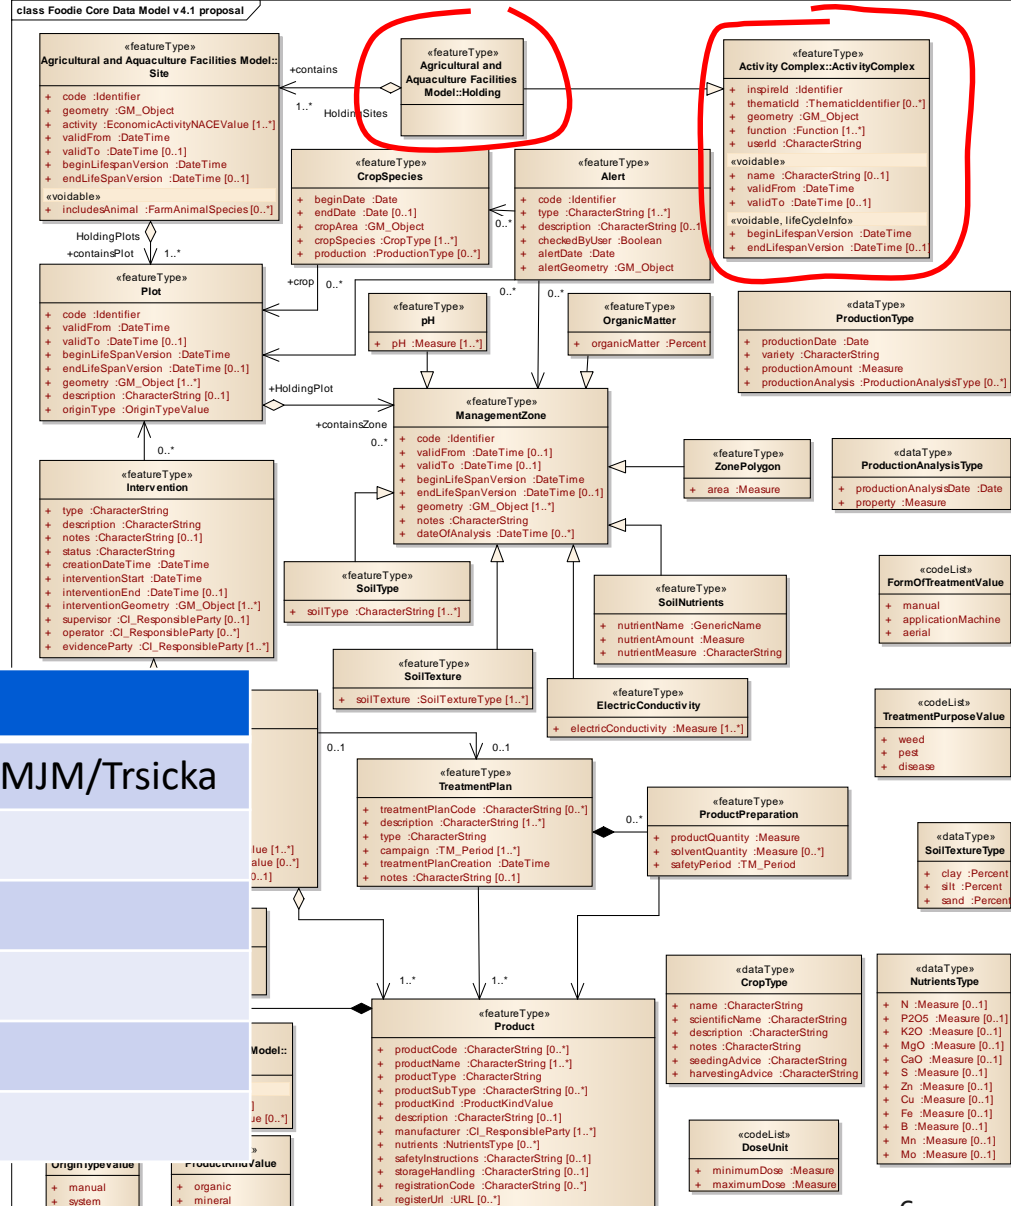 class Foodie Core Data Model v4.1 proposal
«featureType»
Agricultural and Aquaculture Facilities Model::
Site
+ code :Identifier
+ geometry :GM_Object
+ activity :EconomicActivityNACEValue [1..*]
+ validFrom :DateTime
+ validTo :DateTime [0..1]
+ beginLifespanVersion :DateTime
+ endLifeSpanVersion :DateTime [0..1]
«voidable»
+ includesAnimal :FarmAnimalSpecies[0..*]
+contains
1..*
HoldingSites
«featureType»
Agricultural and
Aquaculture Facilities
Model::Holding
«featureType»
Activity Complex::ActivityComplex
+ inspireId :Identifier
+ thematicId :ThematicIdentifier [0..*]
+ geometry :GM_Object
+ function :Function [1..*]
+ userId :CharacterString
«voidable»
+ name :CharacterString [0..1]
+ validFrom :DateTime
+ validTo :DateTime [0..1]
«voidable, lifeCycleInfo»
+ beginLifespanVersion :DateTime
+ endLifespanVersion :DateTime [0..1]
«featureType»
CropSpecies
+ beginDate :Date
+ endDate :Date [0..1]
+ cropArea :GM_Object
+ cropSpecies :CropType [1..*]
+ production :ProductionType [0..*]
0..*
«featureType»
Alert
+ code :Identifier
+ type :CharacterString [1..*]
+ description :CharacterString [0..1]
+ checkedByUser :Boolean
+ alertDate :Date
+ alertGeometry :GM_Object
HoldingPlots
+containsPlot
1..*
+crop
0..*
0..*
0..*
«featureType»
Plot
+ code :Identifier
+ validFrom :DateTime
+ validTo :DateTime [0..1]
+ beginLifeSpanVersion :DateTime
+ endLifeSpanVersion :DateTime [0..1]
+ geometry :GM_Object [1..*]
+ description :CharacterString [0..1]
+ originType :OriginTypeValue
«featureType»
pH
+ pH :Measure [1..*]
«featureType»
OrganicMatter
+ organicMatter :Percent
«dataType»
ProductionType
+ productionDate :Date
+ variety :CharacterString
+ productionAmount :Measure
+ productionAnalysis :ProductionAnalysisType [0..*]
+HoldingPlot
+containsZone
0..*
«featureType»
ManagementZone
+ code :Identifier
+ validFrom :DateTime [0..1]
+ validTo :DateTime [0..1]
+ beginLifeSpanVersion :DateTime
+ endLifeSpanVersion :DateTime [0..1]
+ geometry :GM_Object [1..*]
+ notes :CharacterString
+ dateOfAnalysis :DateTime [0..*]
«featureType»
ZonePolygon
+ area :Measure
«dataType»
ProductionAnalysisType
+ productionAnalysisDate :Date
+ property :Measure
0..*
«featureType»
Intervention
+ type :CharacterString
+ description :CharacterString
+ notes :CharacterString [0..1]
+ status :CharacterString
+ creationDateTime :DateTime
+ interventionStart :DateTime
+ interventionEnd :DateTime [0..1]
+ interventionGeometry :GM_Object [1..*]
+ supervisor :CI_ResponsibleParty [0..1]
+ operator :CI_ResponsibleParty [0..*]
+ evidenceParty :CI_ResponsibleParty [1..*]
«featureType»
SoilType
+ soilType :CharacterString [1..*]
«featureType»
SoilNutrients
+ nutrientName :GenericName
+ nutrientAmount :Measure
+ nutrientMeasure :CharacterString
«codeList»
FormOfTreatmentValue
+ manual
+ applicationMachine
+ aerial
«featureType»
SoilTexture
+ soilTexture :SoilTextureType [1..*]
«featureType»
ElectricConductivity
+ electricConductivity :Measure [1..*]
«codeList»
TreatmentPurposeValue
+ weed
+ pest
+ disease
MJM/Trsicka
lue [1..*]
alue [0..*]
0..1]
0..1
0..1
«featureType»
TreatmentPlan
+ treatmentPlanCode :CharacterString [0..*]
+ description :CharacterString [1..*]
+ type :CharacterString
+ campaign :TM_Period [1..*]
+ treatmentPlanCreation :DateTime
+ notes :CharacterString [0..1]
0..*
«featureType»
ProductPreparation
+ productQuantity :Measure
+ solventQuantity :Measure [0..*]
+ safetyPeriod :TM_Period
«dataType»
SoilTextureType
+ clay :Percent
+ silt :Percent
+ sand :Percent
1..*
1..*
«featureType»
Product
+ productCode :CharacterString [0..*]
+ productName :CharacterString [1..*]
+ productType :CharacterString
+ productSubType :CharacterString [0..*]
+ productKind :ProductKindValue
+ description :CharacterString [0..1]
+ manufacturer :CI_ResponsibleParty [1..*]
+ nutrients :NutrientsType [0..*]
+ safetyInstructions :CharacterString [0..1]
+ storageHandling :CharacterString [0..1]
+ registrationCode :CharacterString [0..*]
+ registerUrl :URL [0..*]
«dataType»
CropType
+ name :CharacterString
+ scientificName :CharacterString
+ description :CharacterString
+ notes :CharacterString
+ seedingAdvice :CharacterString
+ harvestingAdvice :CharacterString
«dataType»
NutrientsType
+ N :Measure [0..1]
+ P2O5 :Measure [0..1]
+ K2O :Measure [0..1]
+ MgO :Measure [0..1]
+ CaO :Measure [0..1]
+ S :Measure [0..1]
+ Zn :Measure [0..1]
+ Cu :Measure [0..1]
+ Fe :Measure [0..1]
+ B :Measure [0..1]
+ Mn :Measure [0..1]
+ Mo :Measure [0..1]
Model::
]
ue [0..*]
OriginTypeValue
+ manual
+ system
ProductKindValue
+ organic
+ mineral
«codeList»
DoseUnit
+ minimumDose :Measure
+ maximumDose :Measure